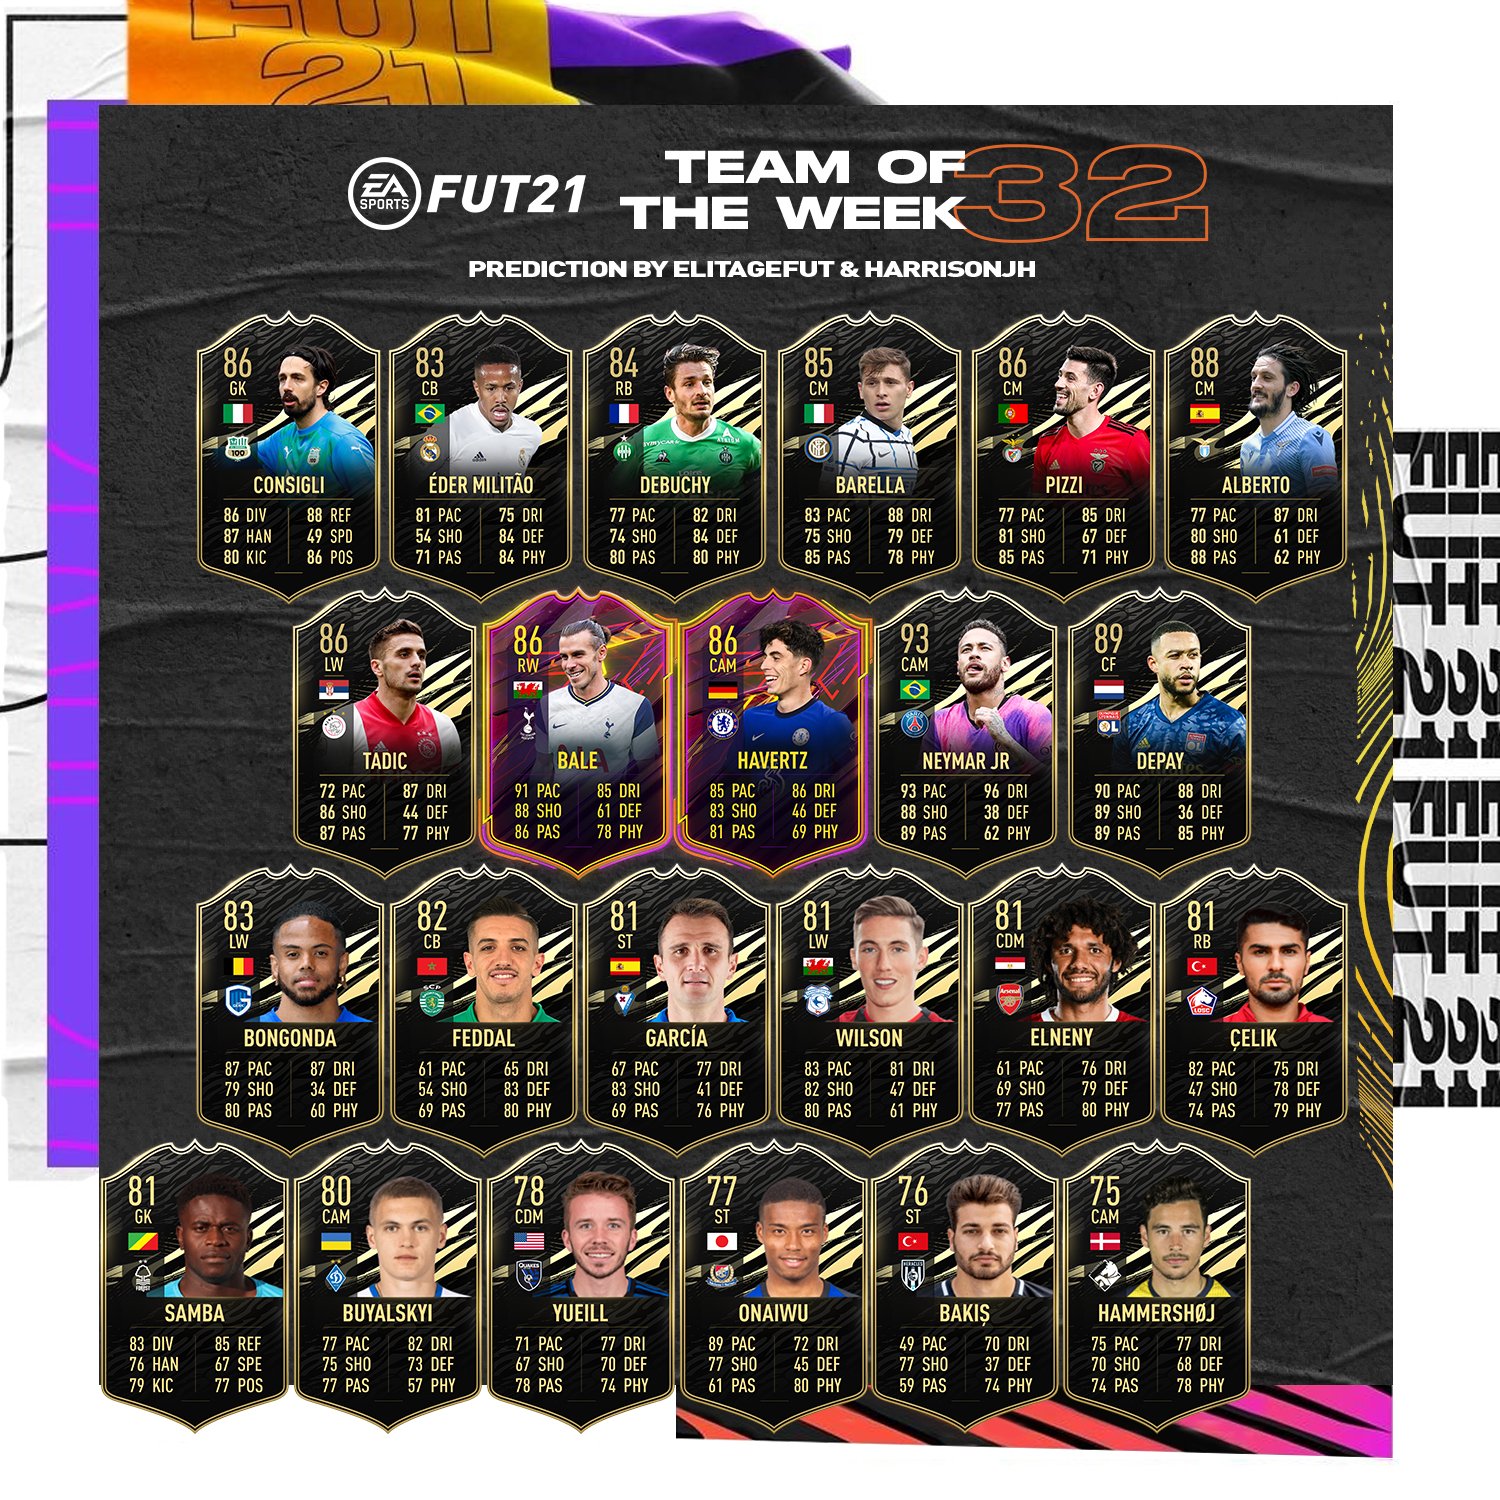 FUT
21
EA
SPORTS
FUT21
TEAM OF
THE WEEK
32
PREDICTION BY ELITAGEFUT & HARRISONJH
86
GK
CONSIGLI
86 DIV 88 REF
87 HAN 49 SPD
80 KIC 86 POS
83
CB
ÉDER MILITÃO
81 PAC 75 DRI
54 SHO 84 DEF
71 PAS 84 PHY
84
RB
DEBUCHY
77 PAC 82 DRI
74 SHO 84 DEF
80 PAS 80 PHY
85
CM
BARELLA
83 PAC 88 DRI
75 SHO 79 DEF
85 PAS 78 PHY
86
CM
PIZZI
77 PAC 85 DRI
81 SHO 67 DEF
85 PAS 71 PHY
88
CM
ALBERTO
77 PAC 87 DRI
80 SHO 61 DEF
88 PAS 62 PHY
86
LW
TADIC
72 PAC 87 DRI
86 SHO 44 DEF
87 PAS 77 PHY
86
RW
BALE
91 PAC 85 DRI
88 SHO 61 DEF
86 PAS 78 PHY
86
CAM
HAVERTZ
85 PAC 86 DRI
83 SHO 46 DEF
81 PAS 69 PHY
93
CAM
NEYMAR JR
93 PAC 96 DRI
88 SHO 38 DEF
89 PAS 62 PHY
89
CF
DEPAY
90 PAC 88 DRI
89 SHO 36 DEF
89 PAS 85 PHY
83
LW
BONGONDA
87 PAC 87 DRI
79 SHO 34 DEF
80 PAS 60 PHY
82
CB
FEDDAL
61 PAC 65 DRI
54 SHO 83 DEF
69 PAS 80 PHY
81
ST
GARCÍA
67 PAC 77 DRI
83 SHO 41 DEF
69 PAS 76 PHY
81
LW
WILSON
83 PAC 81 DRI
82 SHO 47 DEF
80 PAS 61 PHY
81
CDM
Arsenal
ELNENY
61 PAC 76 DRI
69 SHO 79 DEF
77 PAS 80 PHY
81
RB
LOSC
ÇELIK
82 PAC 75 DRI
47 SHO 78 DEF
74 PAS 79 PHY
81
GK
SAMBA
83 DIV 85 REF
76 HAN 67 SPE
79 KIC 77 POS
80
CAM
BUYALSKYI
77 PAC 82 DRI
75 SHO 73 DEF
77 PAS 57 PHY
78
CDM
QUAKES
YUEILL
71 PAC 77 DRI
67 SHO 70 DEF
78 PAS 74 PHY
77
ST
ONAIWU
89 PAC 72 DRI
77 SHO 45 DEF
61 PAS 80 PHY
76
ST
HERACLES
BAKIŞ
49 PAC 70 DRI
77 SHO 37 DEF
59 PAS 74 PHY
75
CAM
HAMMERSHØJ
75 PAC 77 DRI
70 SHO 68 DEF
74 PAS 78 PHY
FUT 21
FUT 21